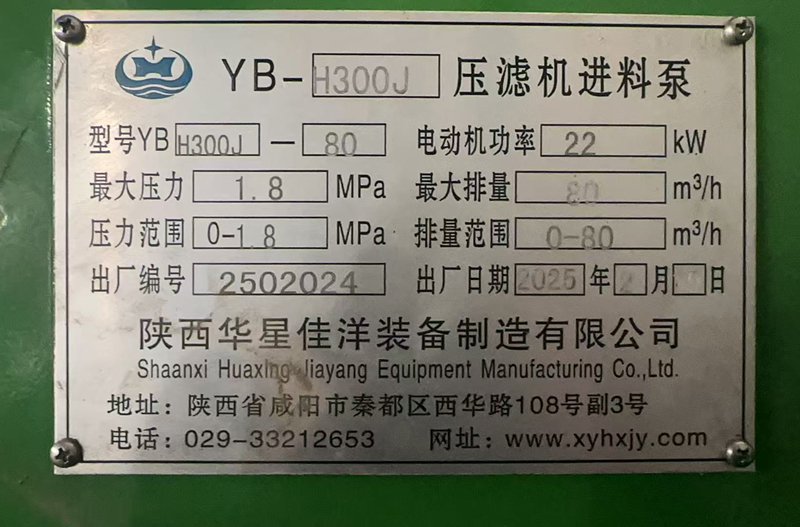 YB-H300J 压滤机进料泵
型号YB H300J — 80 电动机功率 22 kW
最大压力 1.8 MPa 最大排量 80 m³/h
压力范围 0-1.8 MPa 排量范围 0-80 m³/h
出厂编号 2502024 出厂日期 2025 年 2 月 日
陕西华星佳洋装备制造有限公司
Shaanxi Huaxing Jiayang Equipment Manufacturing Co.,Ltd.
地址：陕西省咸阳市秦都区西华路108号副3号
电话：029-33212653 网址：www.xyhxjy.com